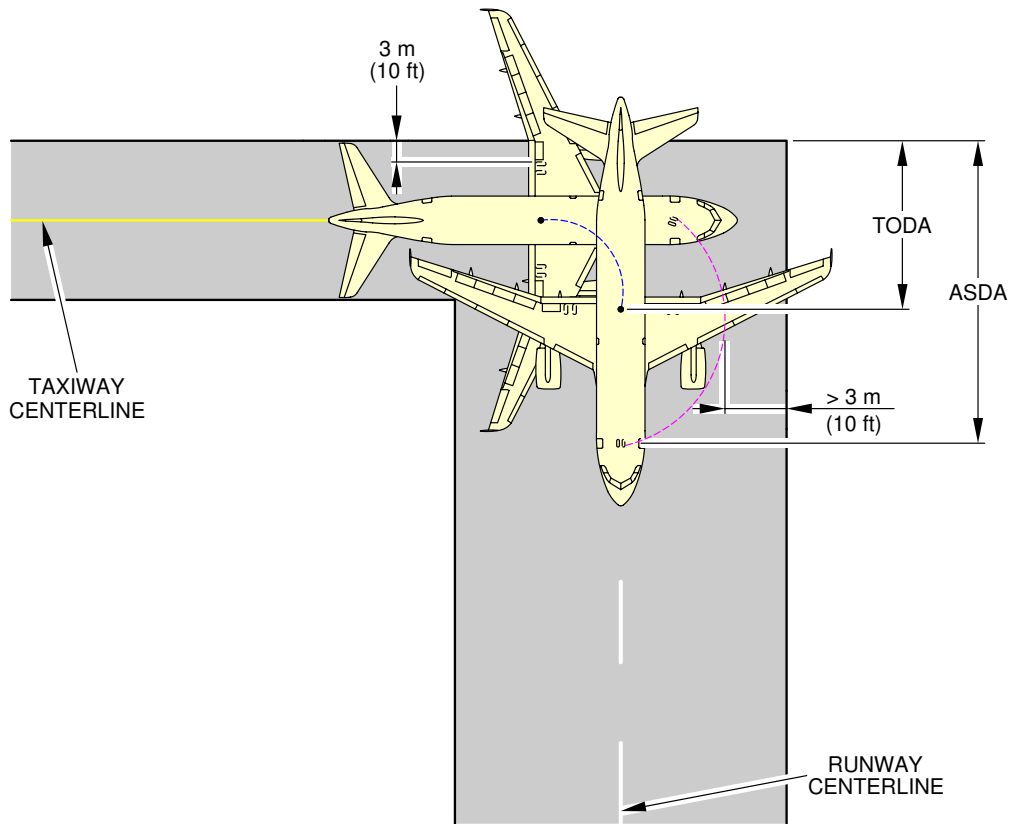 3 m
(10 ft)
TODA
ASDA
TAXIWAY
CENTERLINE
> 3 m
(10 ft)
RUNWAY
CENTERLINE